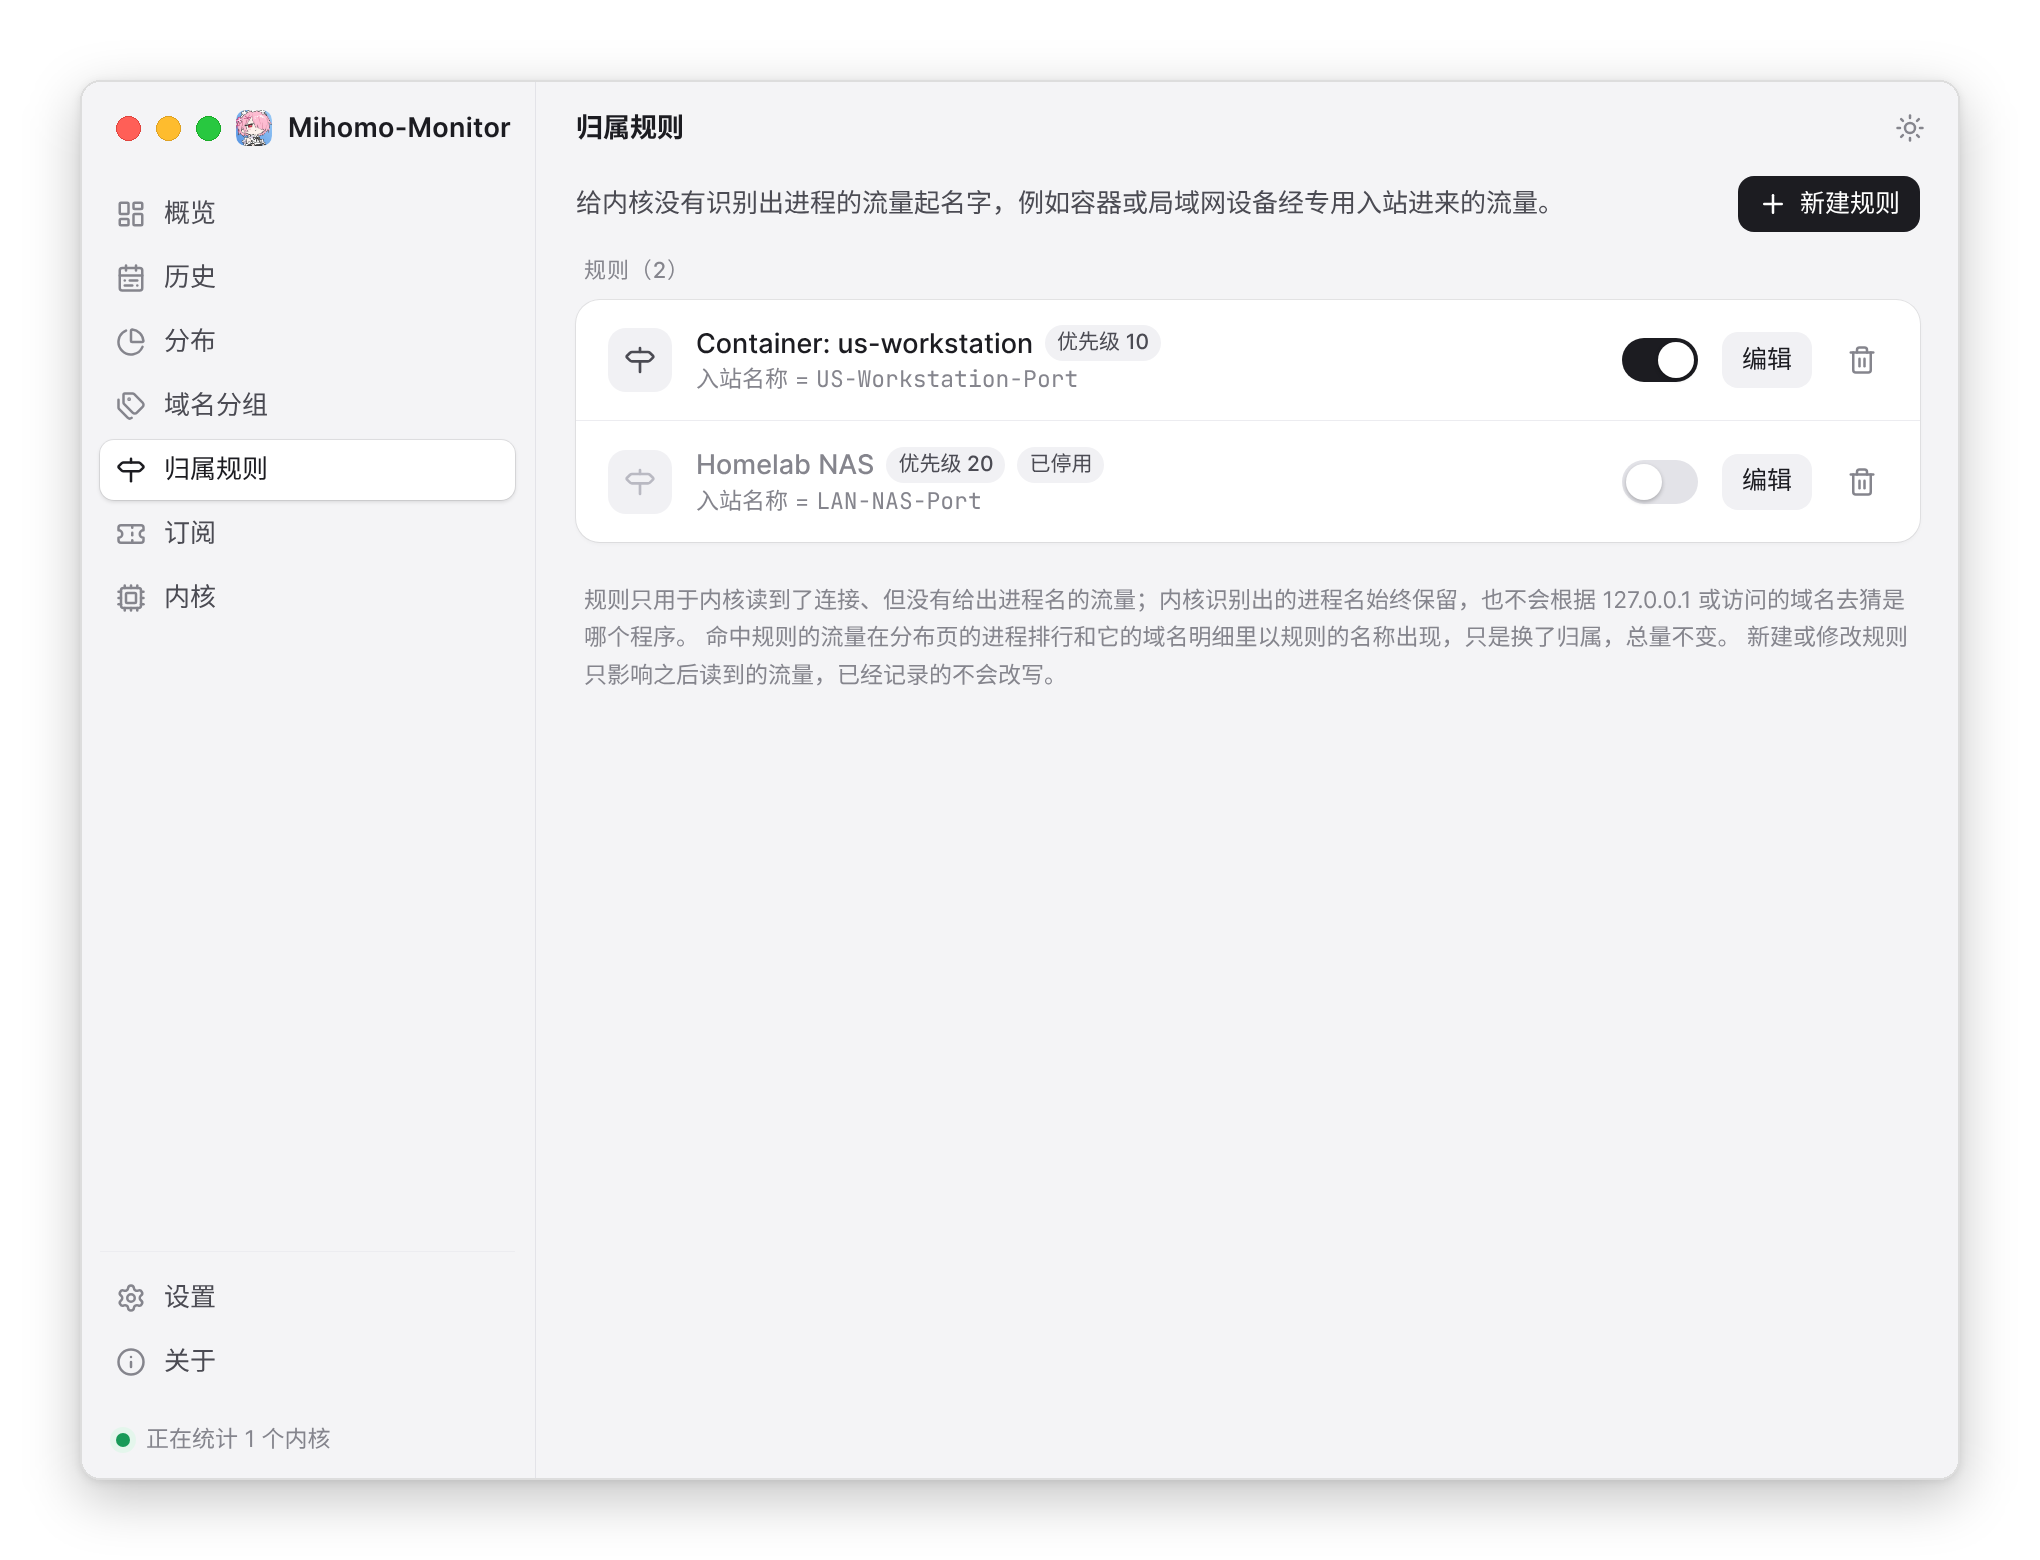 Mihomo-Monitor
概览
历史
分布
域名分组
归属规则
订阅
内核
设置
关于
正在统计 1 个内核
归属规则
给内核没有识别出进程的流量起名字，例如容器或局域网设备经专用入站进来的流量。
新建规则
规则（2）
Container: us-workstation 优先级 10
入站名称 = US-Workstation-Port
编辑
Homelab NAS 优先级 20 已停用
入站名称 = LAN-NAS-Port
编辑
规则只用于内核读到了连接、但没有给出进程名的流量；内核识别出的进程名始终保留，也不会根据 127.0.0.1 或访问的域名去猜是
哪个程序。 命中规则的流量在分布页的进程排行和它的域名明细里以规则的名称出现，只是换了归属，总量不变。 新建或修改规则
只影响之后读到的流量，已经记录的不会改写。